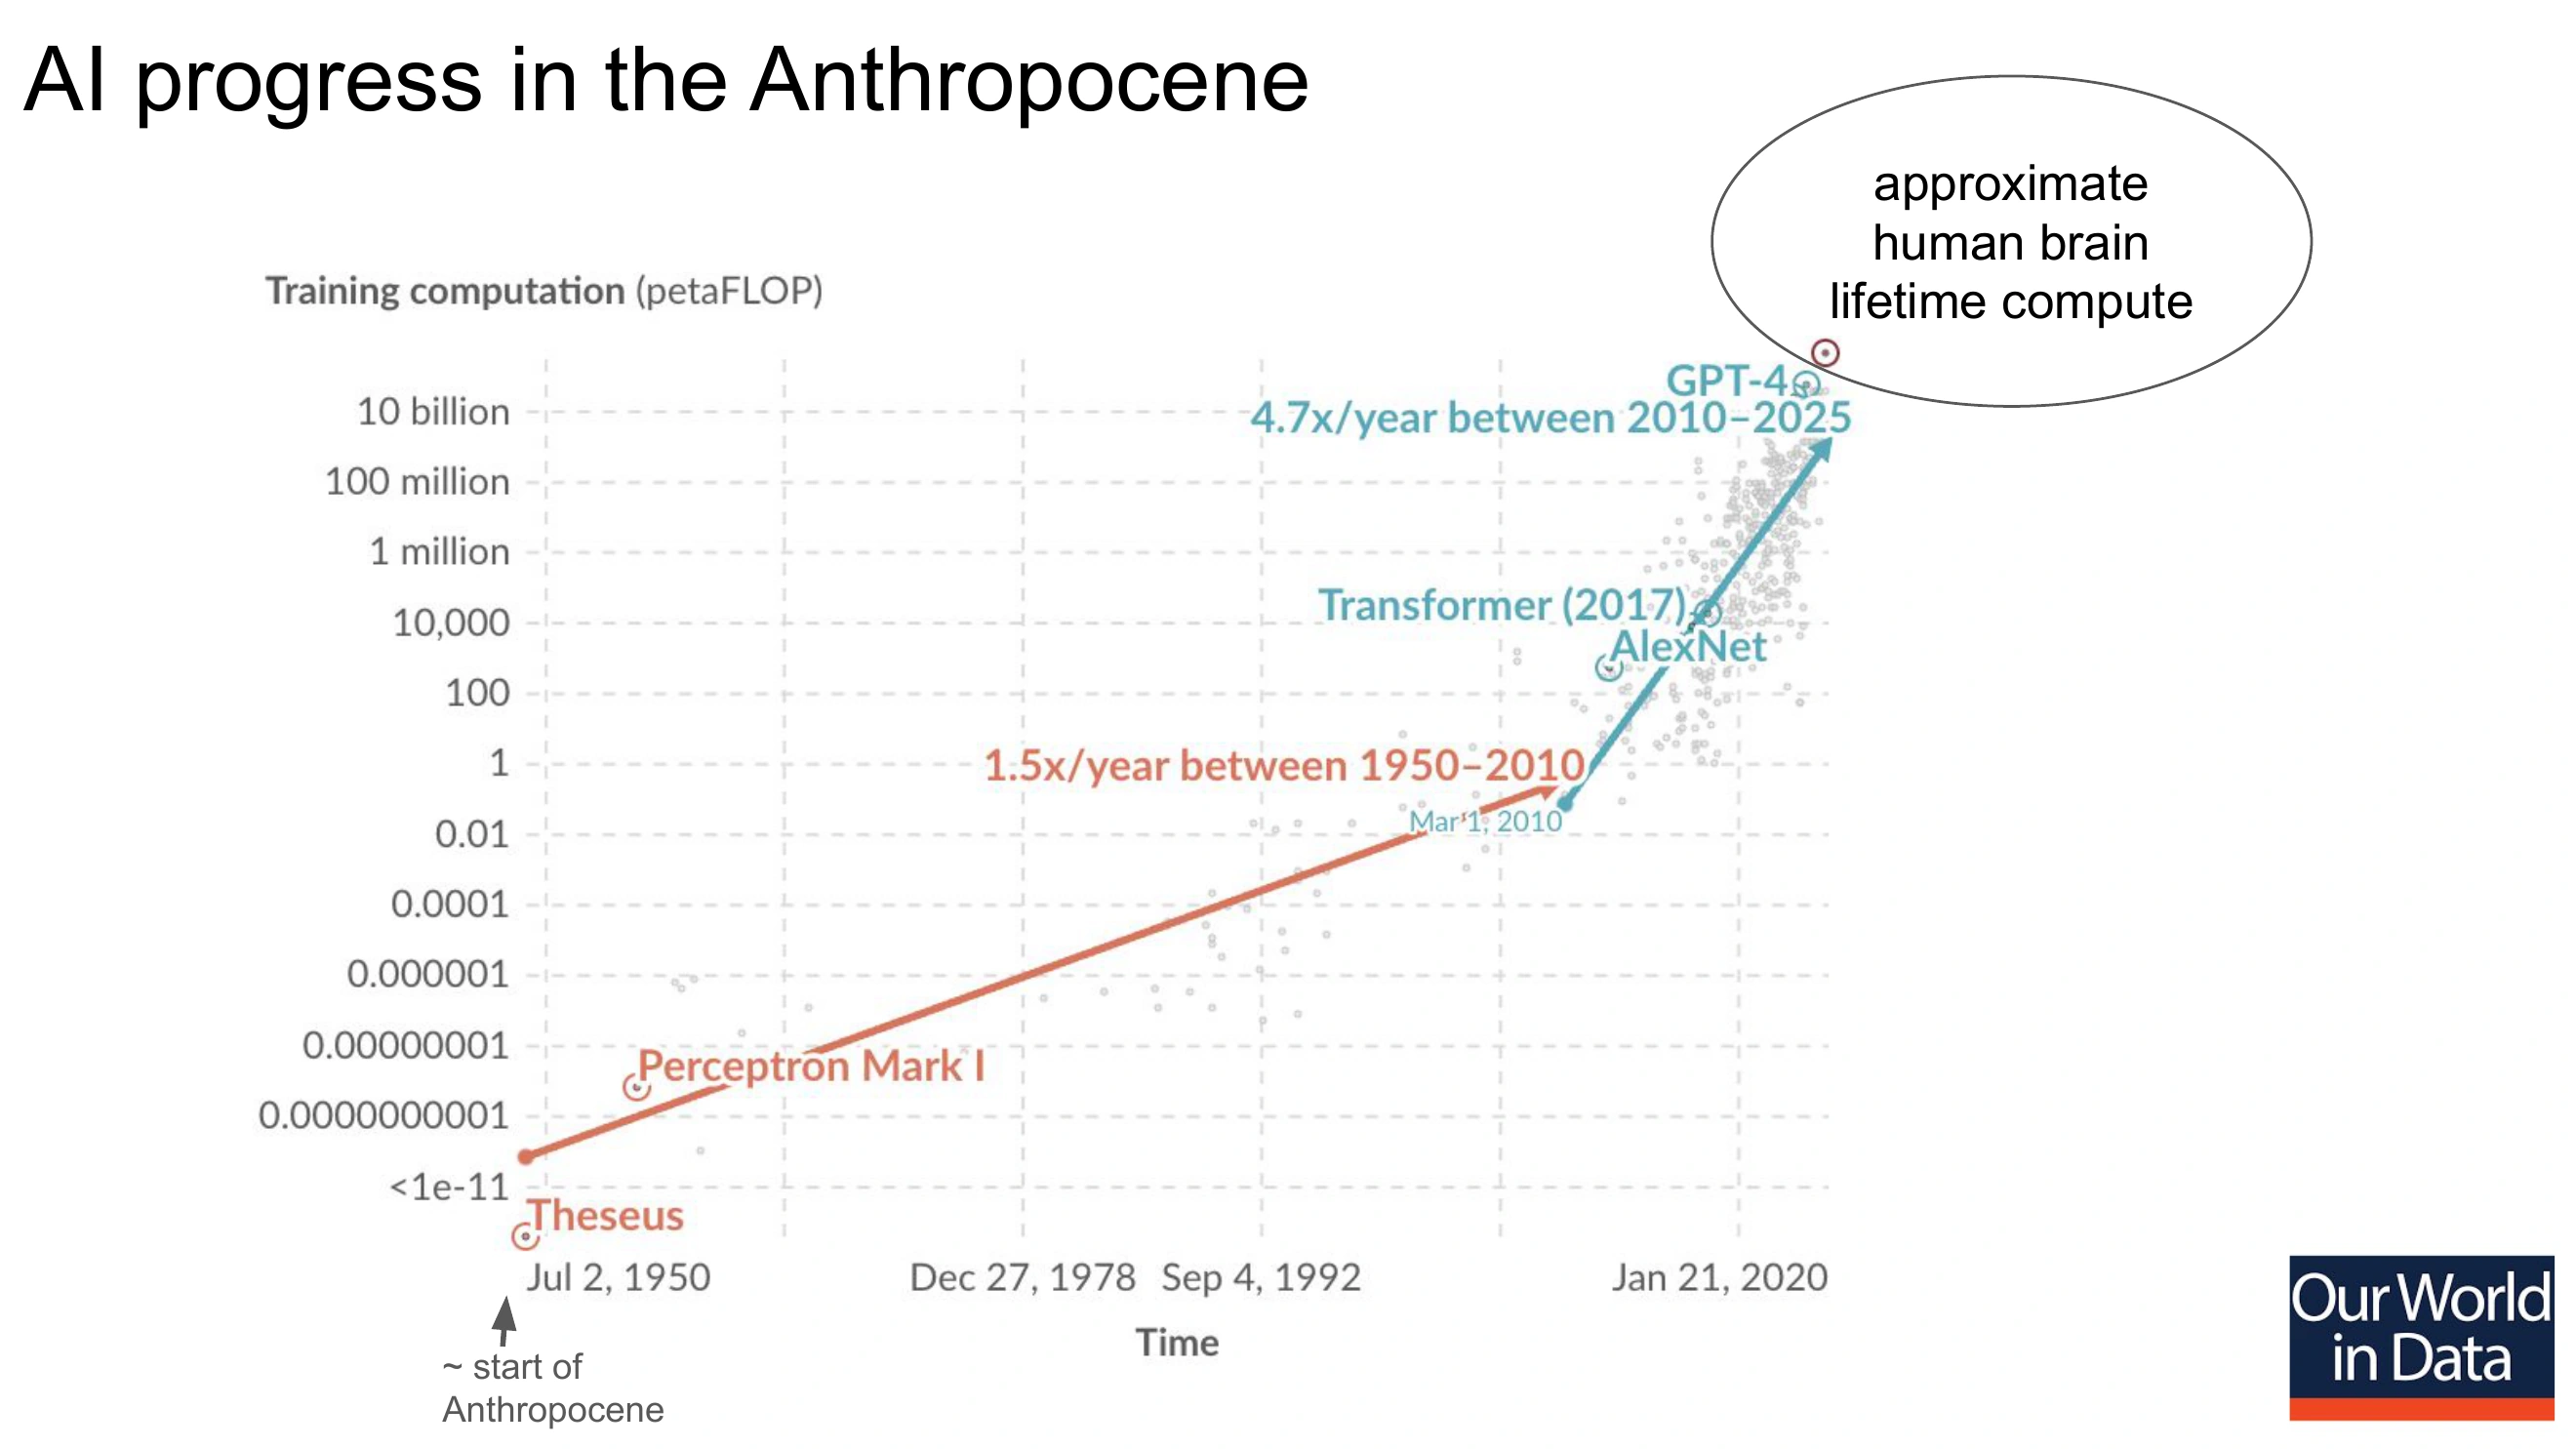 AI progress in the Anthropocene
approximate
human brain
lifetime compute
Training computation (petaFLOP)
GPT-4
10 billion
4.7x/year between 2010–2025
100 million
1 million
Transformer (2017)
10,000
AlexNet
100
1.5x/year between 1950–2010
1
Mar 1, 2010
0.01
0.0001
0.000001
0.00000001
Perceptron Mark I
0.0000000001
<1e-11
Theseus
Jul 2, 1950
Dec 27, 1978
Sep 4, 1992
Jan 21, 2020
Time
~ start of
Anthropocene
Our World
in Data